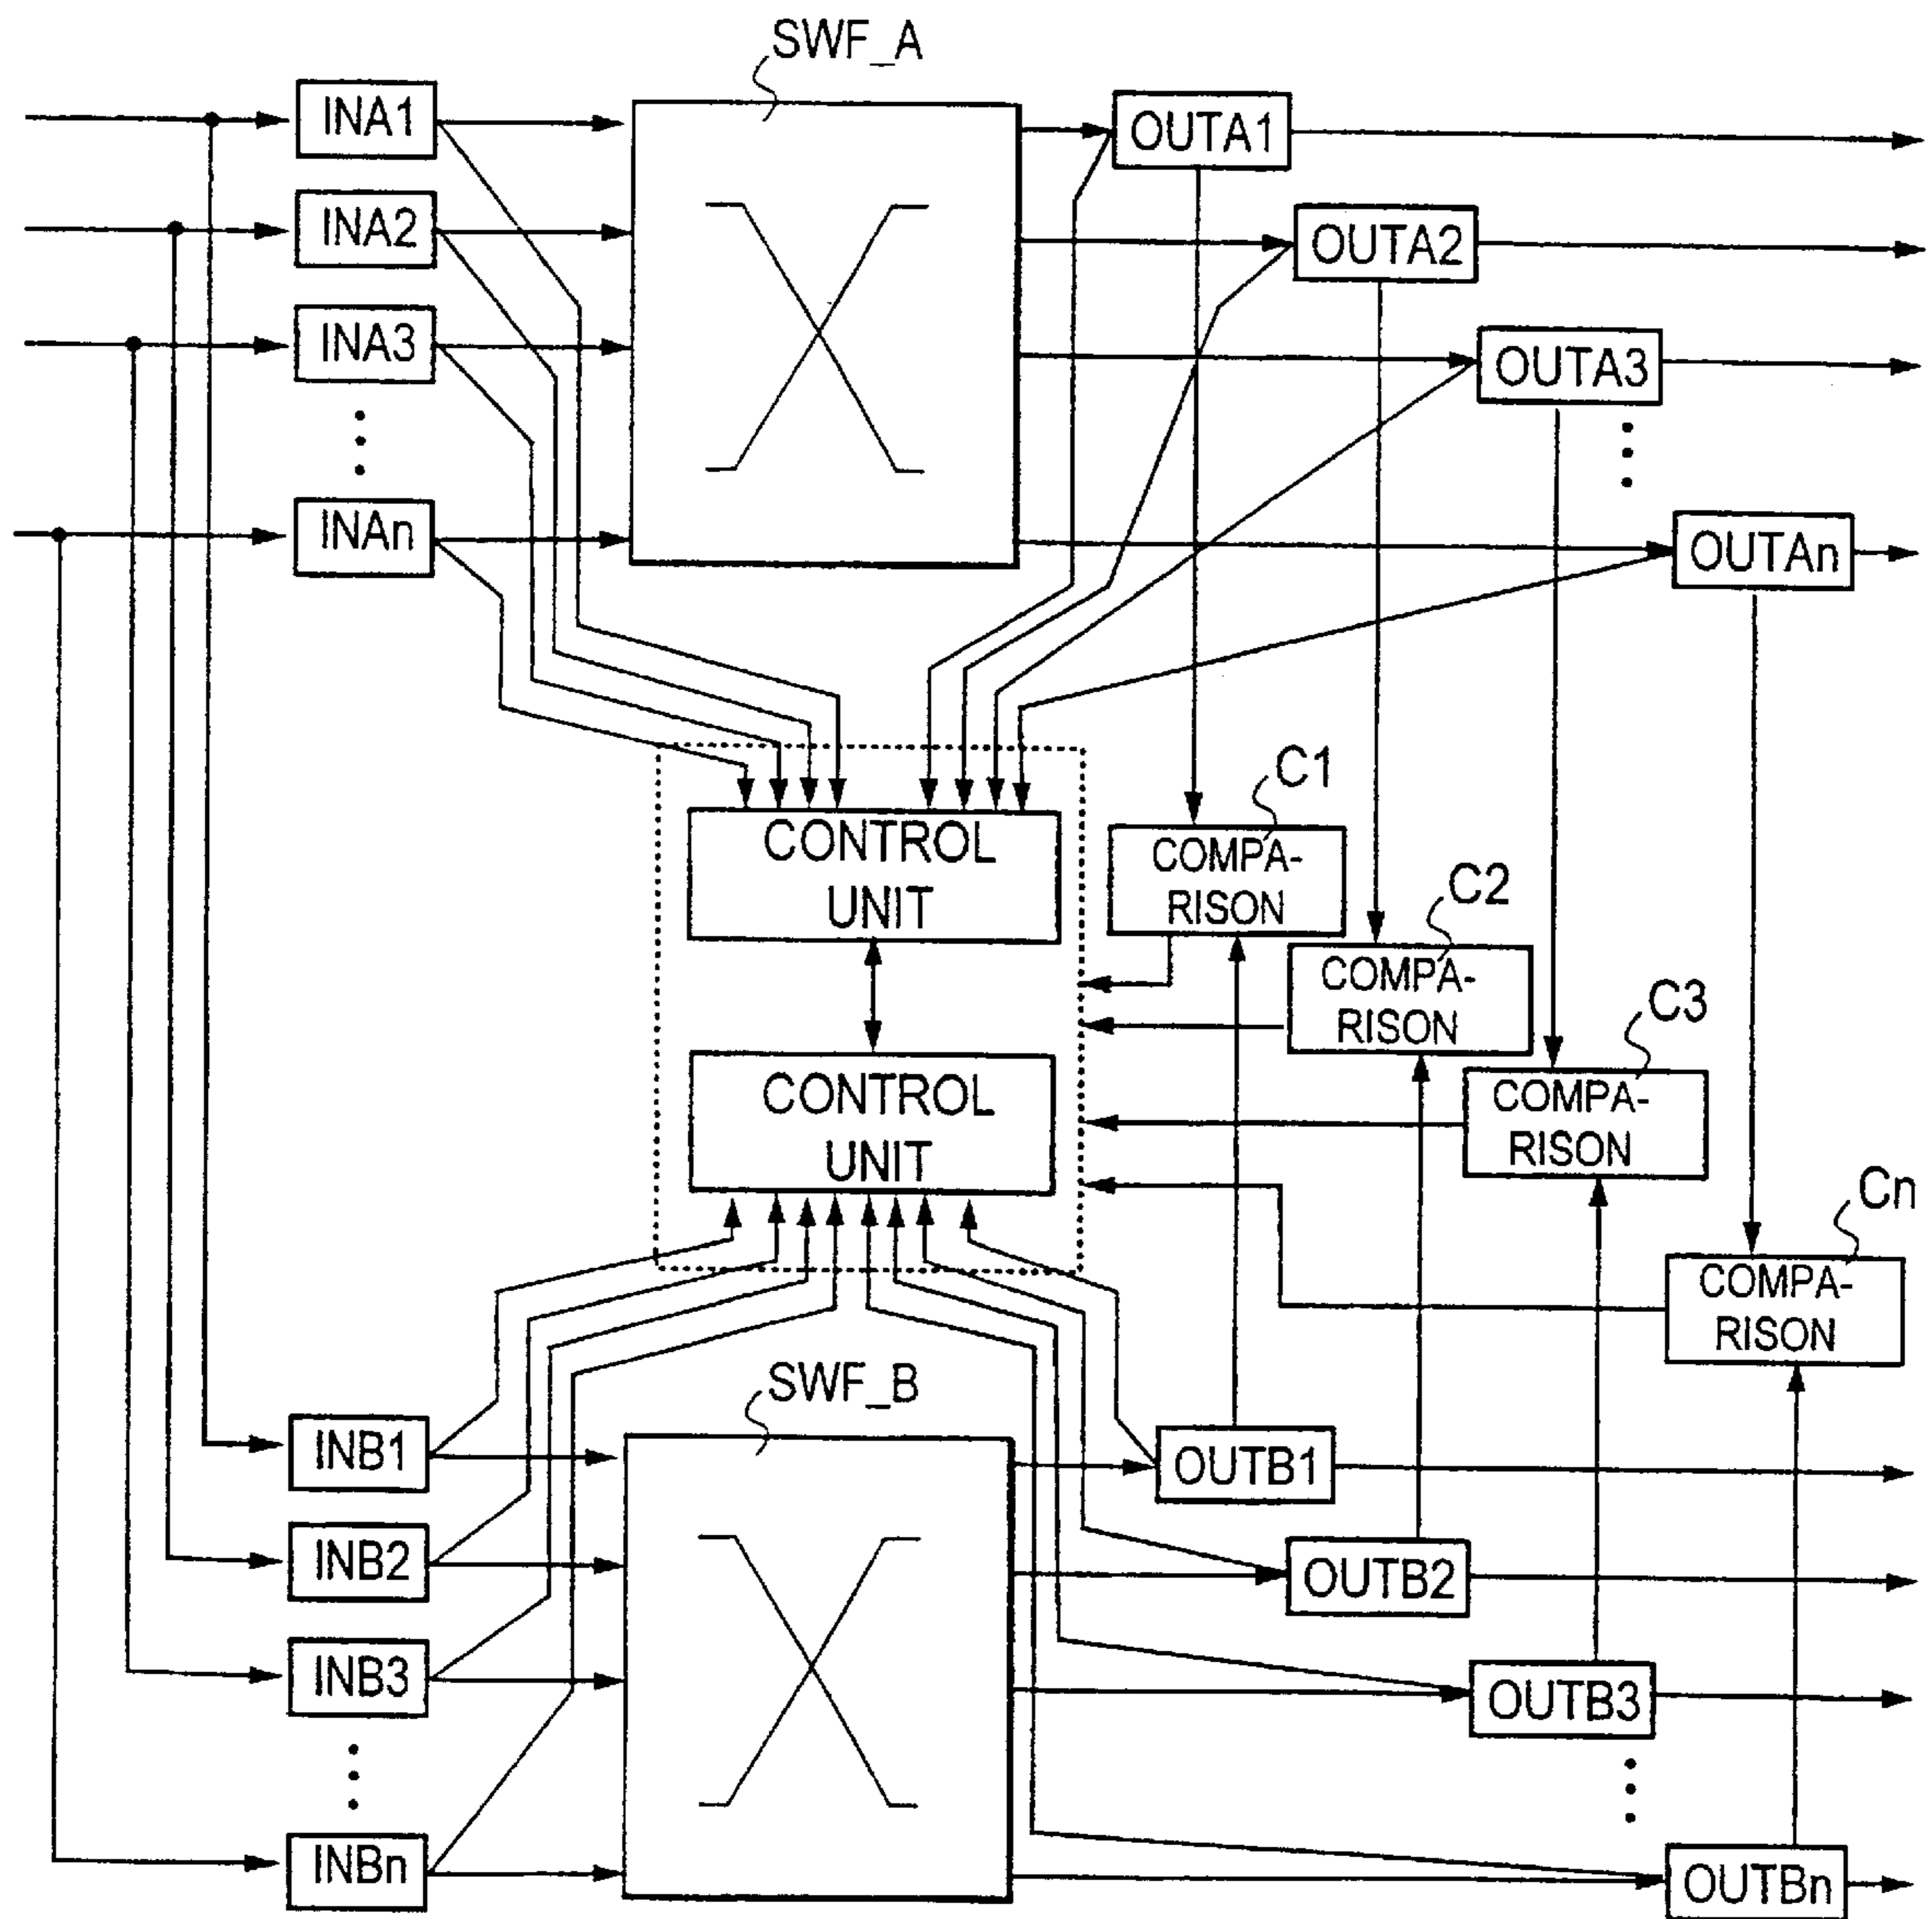 SWF_A
INA1
OUTA1
INA2
OUTA2
INA3
OUTA3
INAn
OUTAn
C1
CONTROL
UNIT
COMPA-
RISON
C2
COMPA-
RISON
C3
CONTROL
UNIT
COMPA-
RISON
Cn
COMPA-
RISON
SWF_B
INB1
OUTB1
INB2
OUTB2
INB3
OUTB3
INBn
OUTBn